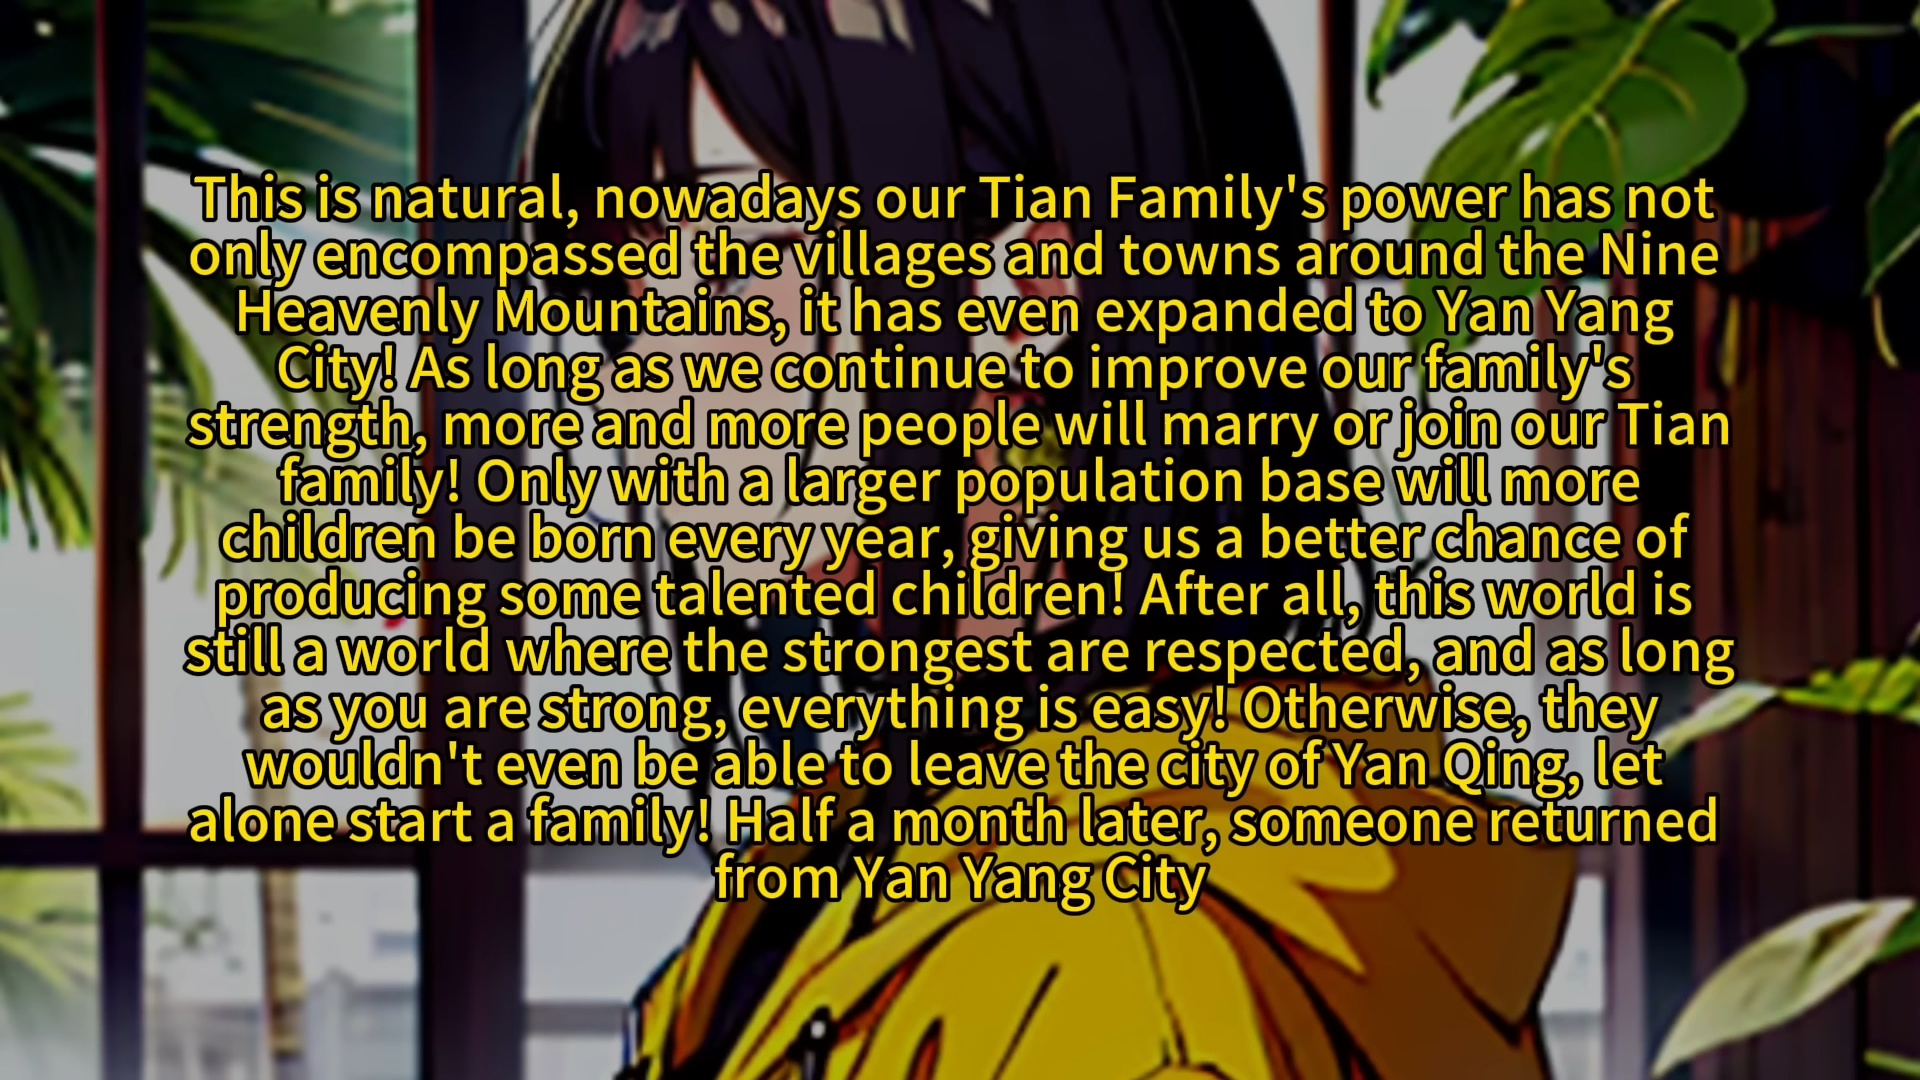 This is natural, nowadays our Tian Family's power has not
only encompassed the villages and towns around the Nine
Heavenly Mountains, it has even expanded to Yan Yang
City! As long as we continue to improve our family's
strength, more and more people will marry or join our Tian
family! Only with a larger population base will more
children be born every year, giving us a better chance of
producing some talented children! After all, this world is
still a world where the strongest are respected, and as long
as you are strong, everything is easy! Otherwise, they
wouldn't even be able to leave the city of Yan Qing, let
alone start a family! Half a month later, someone returned
from Yan Yang City